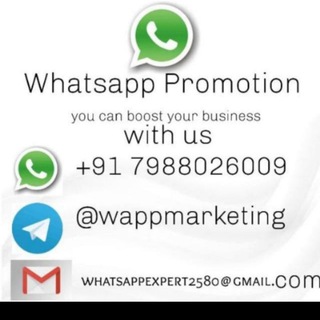 Whatsapp Promotion
you can boost your business
with us
+91 7988026009
@wappmarketing
WHATSAPPEXPERT2580@GMAIL.com